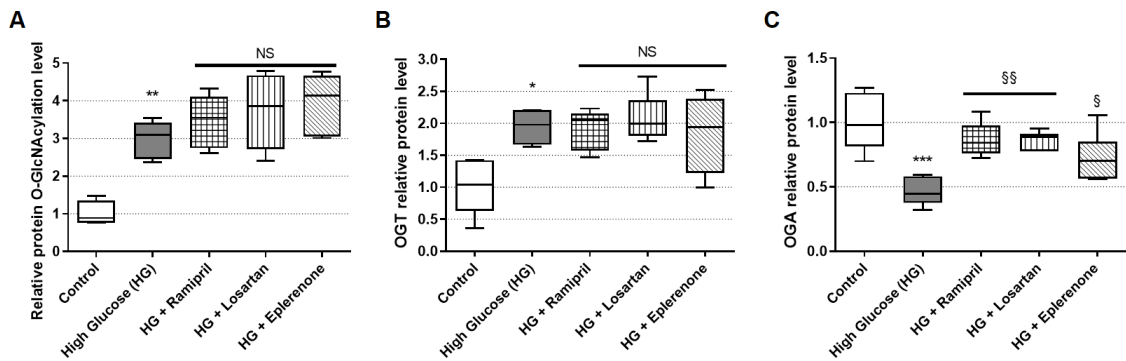 A
Relative protein O-GlcNAcylation level
5
4
3
2
1
0
**
NS
Control
High Glucose (HG)
HG + Ramipril
HG + Losartan
HG + Eplerenone
B
OGT relative protein level
3.0
2.5
2.0
1.5
1.0
0.5
0.0
*
NS
Control
High Glucose (HG)
HG + Ramipril
HG + Losartan
HG + Eplerenone
C
OGA relative protein level
1.5
1.0
0.5
0.0
***
§§
§
Control
High Glucose (HG)
HG + Ramipril
HG + Losartan
HG + Eplerenone